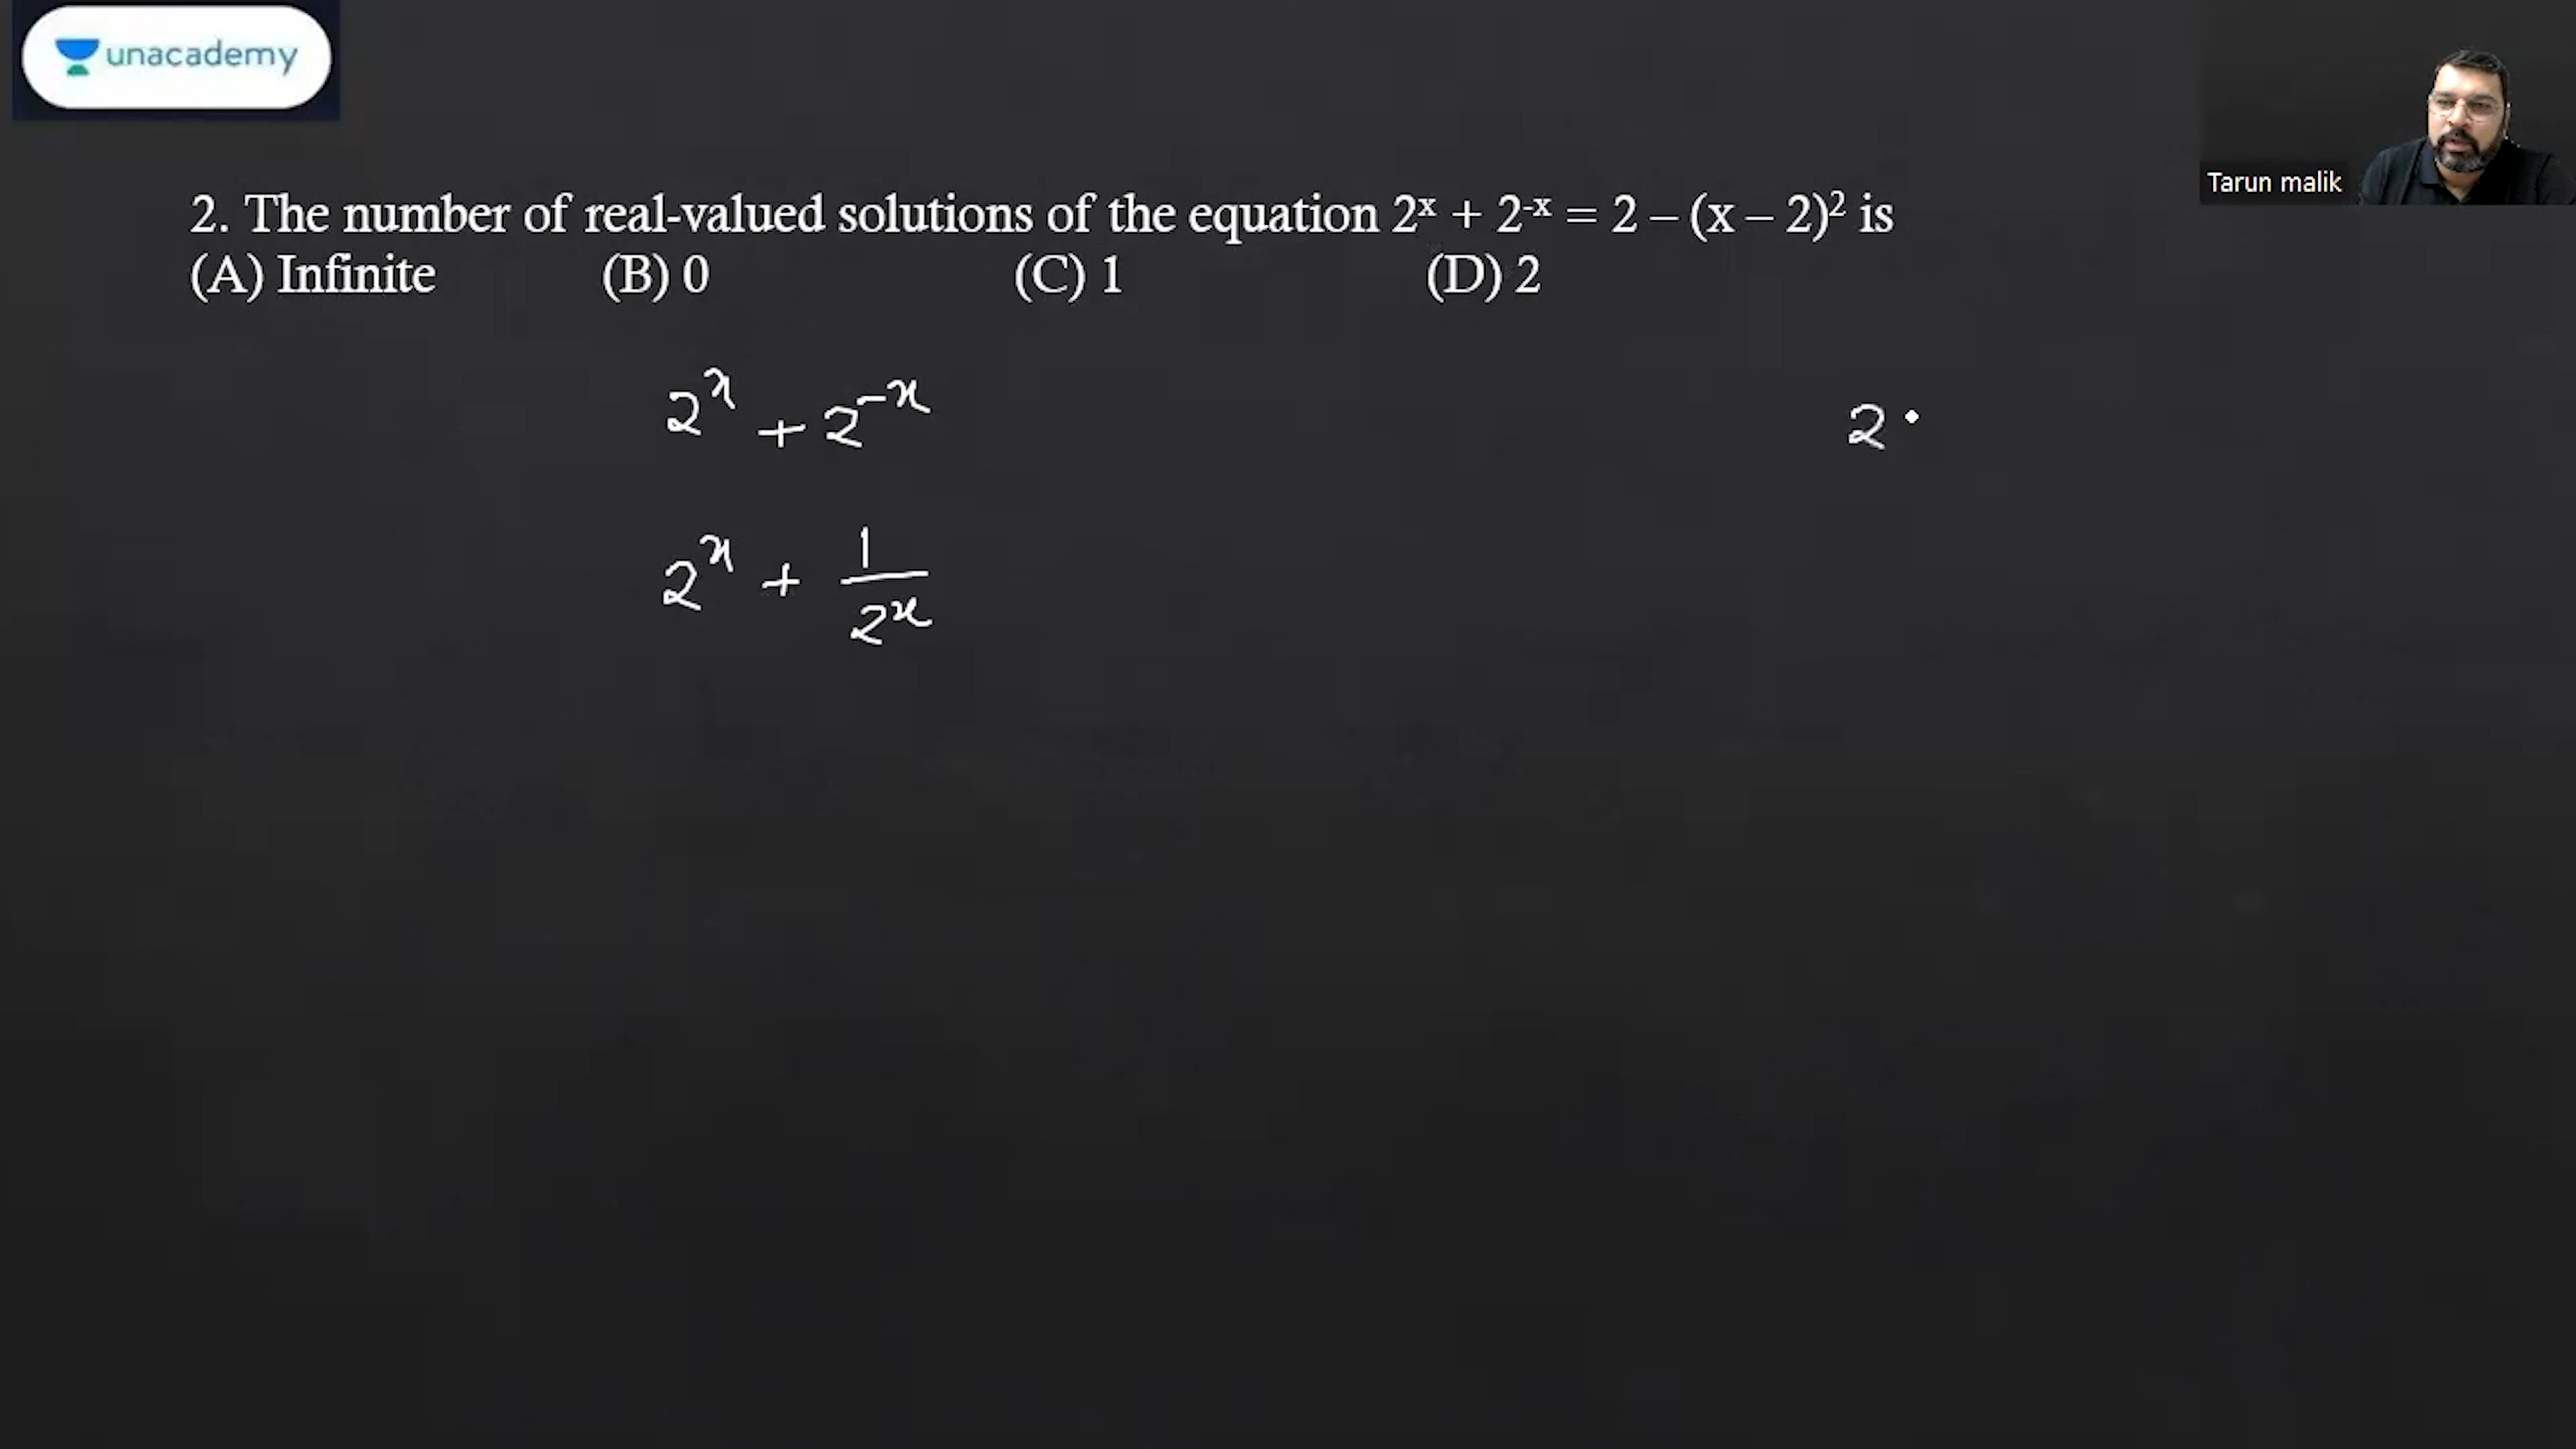 unacademy
Tarun malik
2. The number of real-valued solutions of the equation 2ˣ + 2⁻ˣ = 2 – (x – 2)² is
(A) Infinite (B) 0 (C) 1 (D) 2
2ˣ + 2⁻ˣ
2
2ˣ + 1/2ˣ